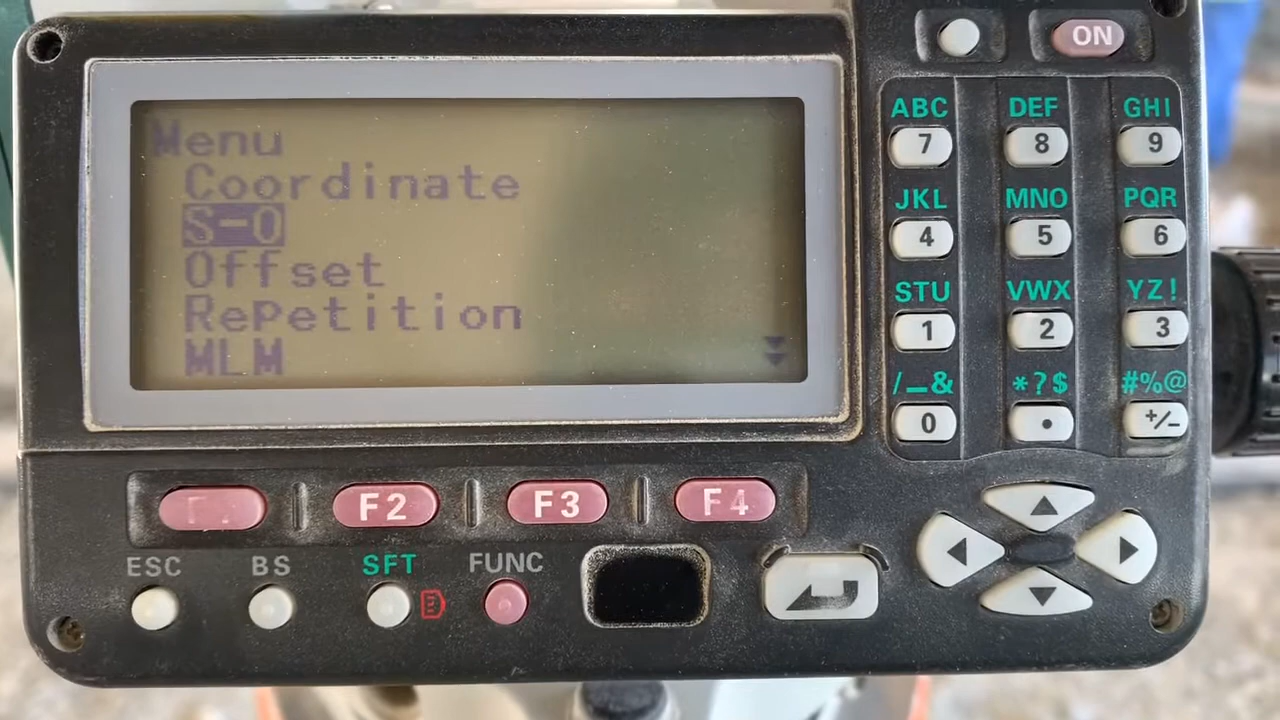 ON
Menu
Coordinate
S-O
Offset
Repetition
MLM
ABC DEF GHI
7 8 9
JKL MNO PQR
4 5 6
STU VWX YZ!
1 2 3
/_& *?$ #%@
0 • +/-
F2 F3 F4
ESC BS SFT FUNC